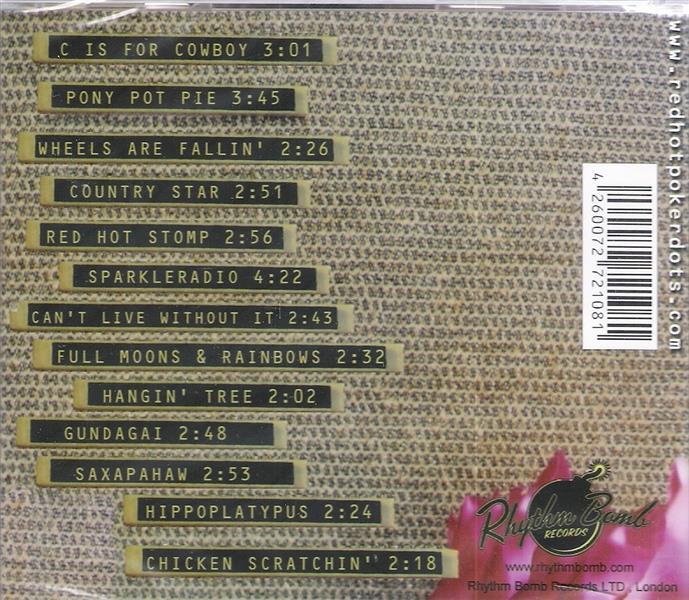 C IS FOR COWBOY 3:01
PONY POT PIE 3:45
WHEELS ARE FALLIN' 2:26
COUNTRY STAR 2:51
RED HOT STOMP 2:56
SPARKLERADIO 4:22
CAN'T LIVE WITHOUT IT 2:43
FULL MOONS & RAINBOWS 2:32
HANGIN' TREE 2:02
GUNDAGAI 2:48
SAXAPAHAW 2:53
HIPPOPLATYPUS 2:24
CHICKEN SCRATCHIN' 2:18
www.redhotpokerdots.com
4 260072 721081
Rhythm Bomb
RECORDS
www.rhythmbomb.com
Rhythm Bomb Records LTD, London